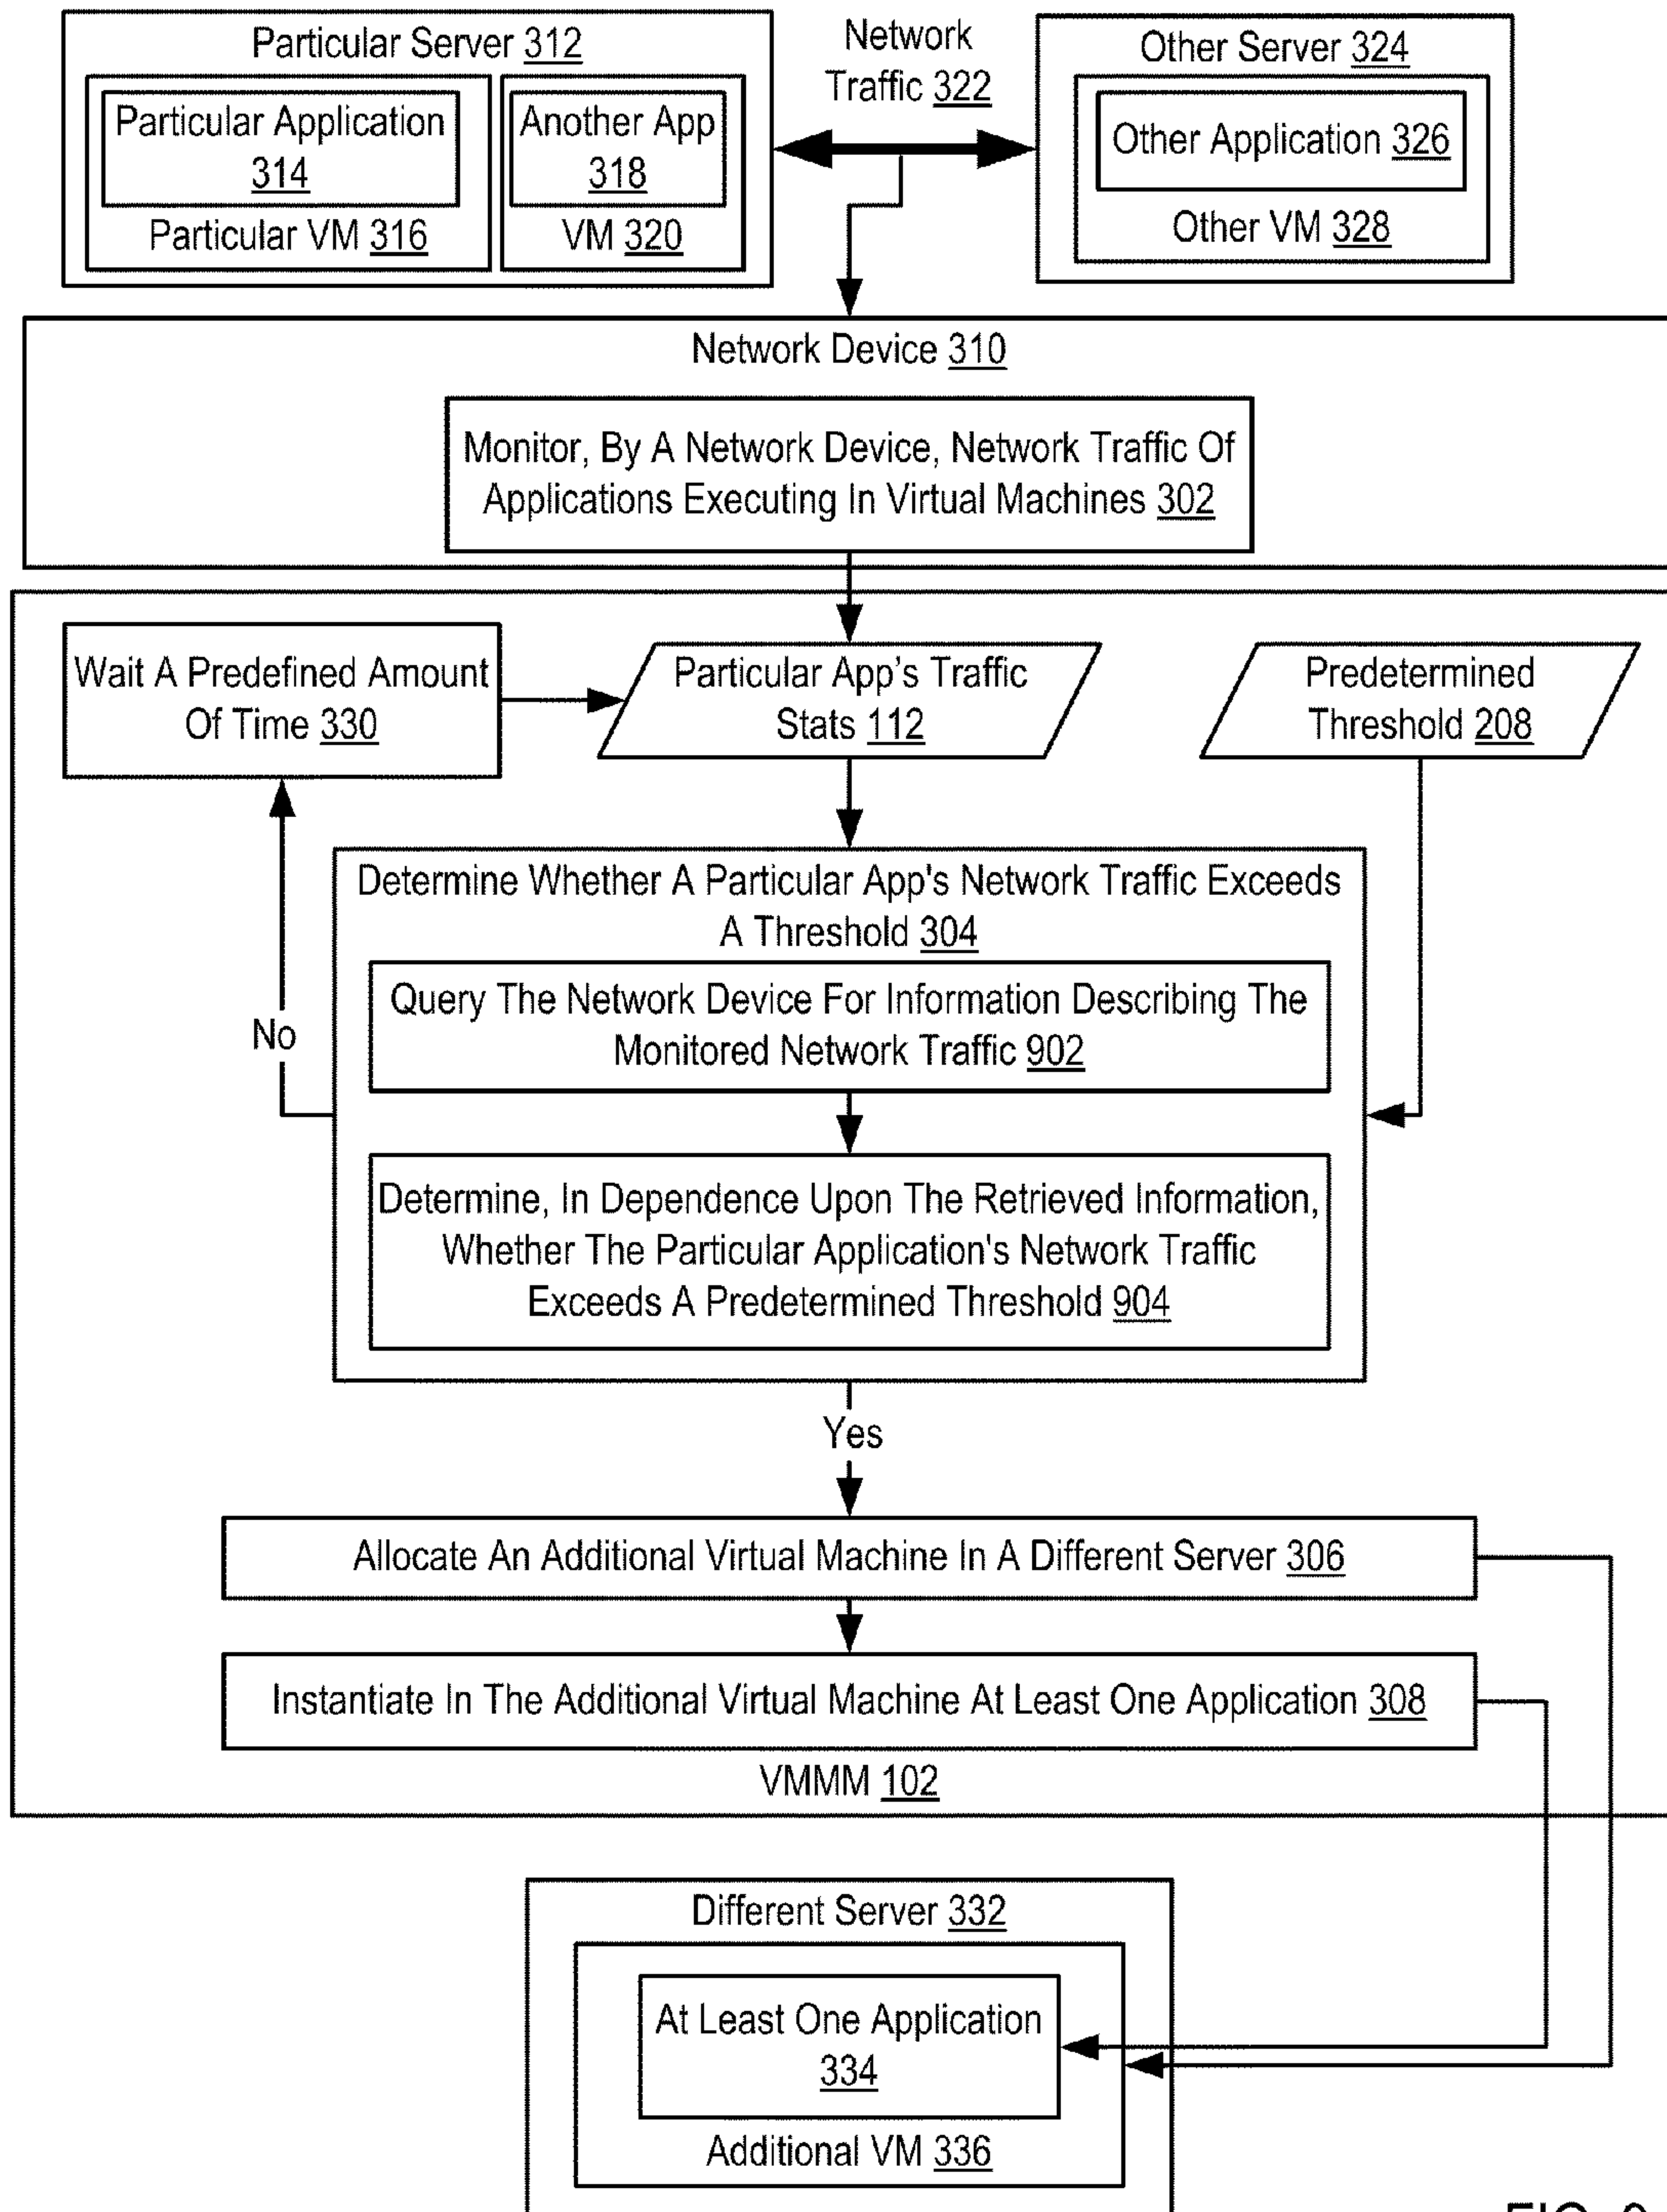 Particular Server 312
Particular Application
314
Particular VM 316
Another App
318
VM 320
Network
Traffic 322
Other Server 324
Other Application 326
Other VM 328
Network Device 310
Monitor, By A Network Device, Network Traffic Of
Applications Executing In Virtual Machines 302
Wait A Predefined Amount
Of Time 330
Particular App's Traffic
Stats 112
Predetermined
Threshold 208
Determine Whether A Particular App's Network Traffic Exceeds
A Threshold 304
Query The Network Device For Information Describing The
Monitored Network Traffic 902
No
Determine, In Dependence Upon The Retrieved Information,
Whether The Particular Application's Network Traffic
Exceeds A Predetermined Threshold 904
Yes
Allocate An Additional Virtual Machine In A Different Server 306
Instantiate In The Additional Virtual Machine At Least One Application 308
VMMM 102
Different Server 332
At Least One Application
334
Additional VM 336